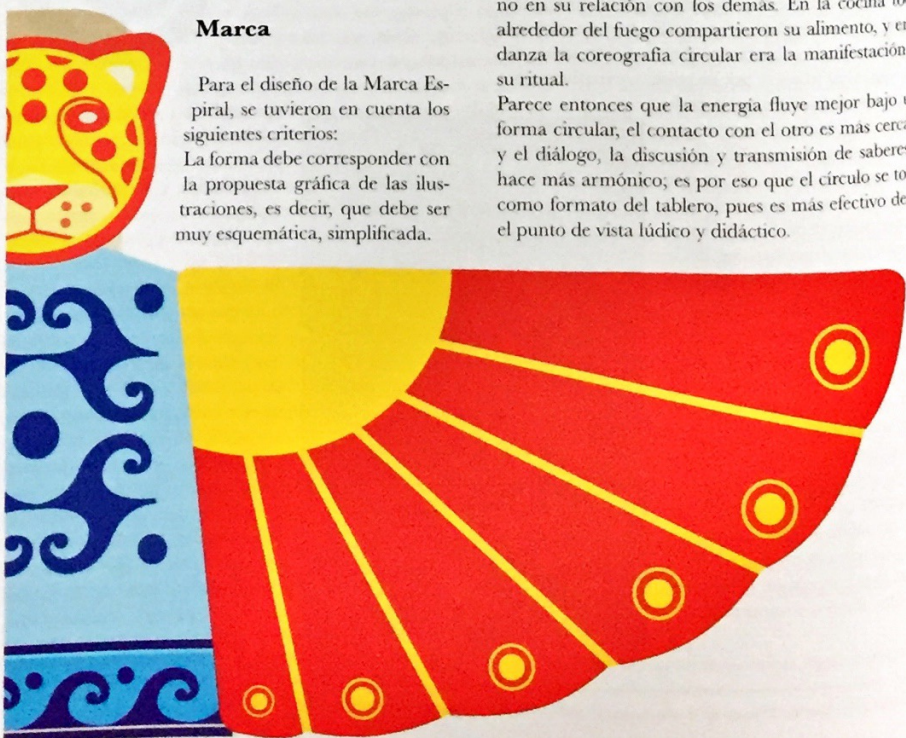 Marca
Para el diseño de la Marca Es-
piral, se tuvieron en cuenta los
siguientes criterios:
La forma debe corresponder con
la propuesta gráfica de las ilus-
traciones, es decir, que debe ser
muy esquemática, simplificada.
no en su relación con los demás. En la cocina
alrededor del fuego compartieron su alimento, y
danza la coreografia circular era la manifestación
su ritual.
Parece entonces que la energía fluye mejor bajo
forma circular, el contacto con el otro es más
y el diálogo, la discusión y transmisión de
hace más armónico; es por eso que el círculo se
como formato del tablero, pues es más efectivo
el punto de vista lúdico y didáctico.